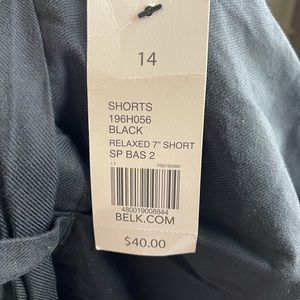 14
SHORTS
196H056
BLACK
RELAXED 7" SHORT
SP BAS 2
480019008844
BELK.COM
$40.00